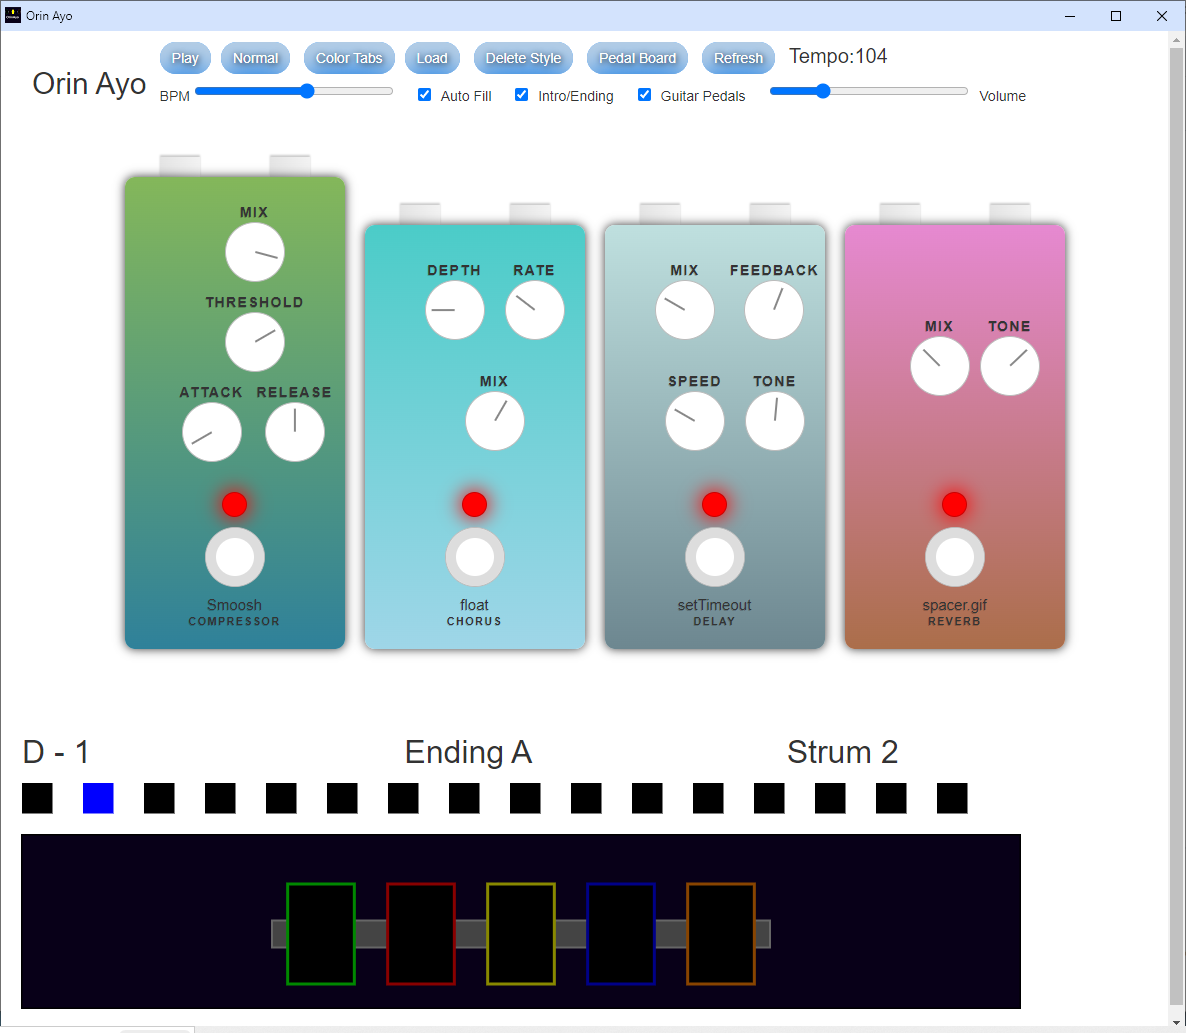 Orin Ayo
Orin Ayo
Play Normal Color Tabs Load Delete Style Pedal Board Refresh Tempo:104
BPM Auto Fill Intro/Ending Guitar Pedals Volume
MIX
THRESHOLD
ATTACK RELEASE
Smoosh
COMPRESSOR
DEPTH RATE
MIX
float
CHORUS
MIX FEEDBACK
SPEED TONE
setTimeout
DELAY
MIX TONE
spacer.gif
REVERB
D - 1 Ending A Strum 2